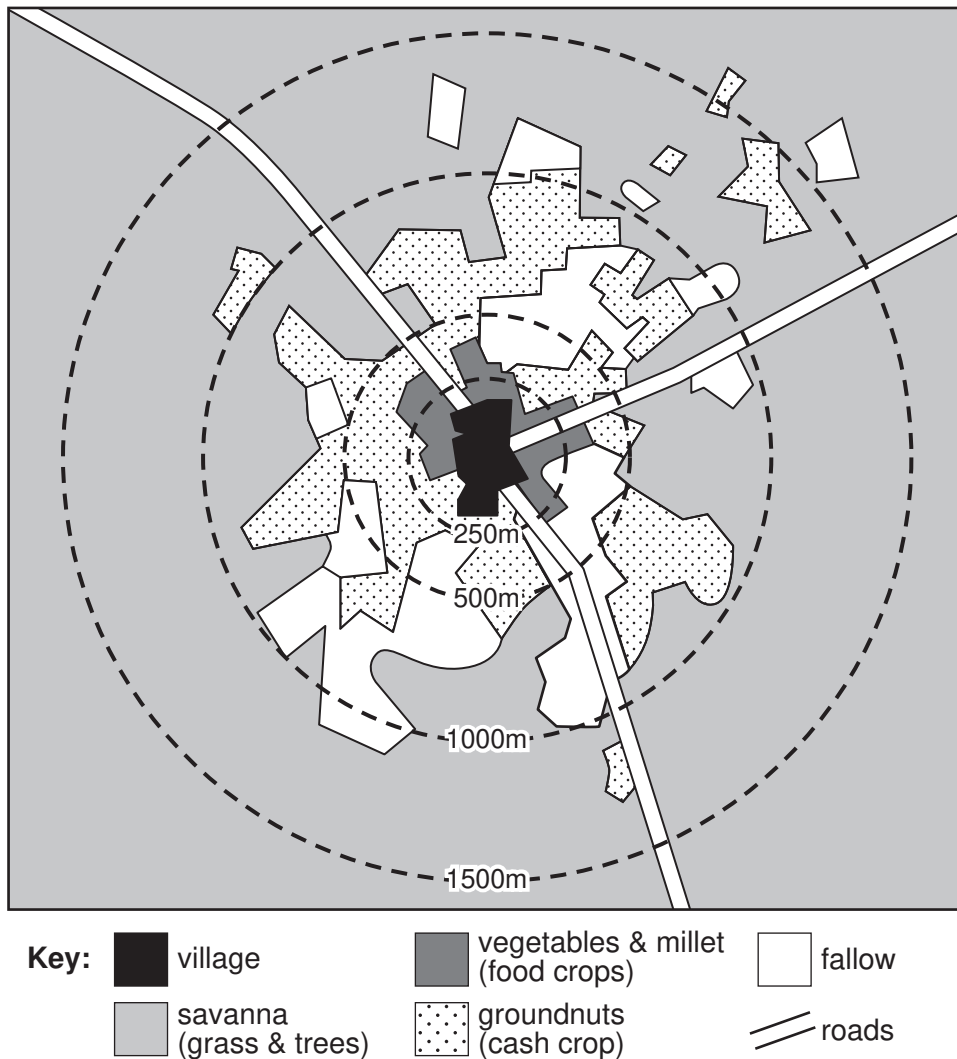 250m
500m
1000m
1500m
Key:
village
vegetables & millet
(food crops)
fallow
savanna
(grass & trees)
groundnuts
(cash crop)
roads